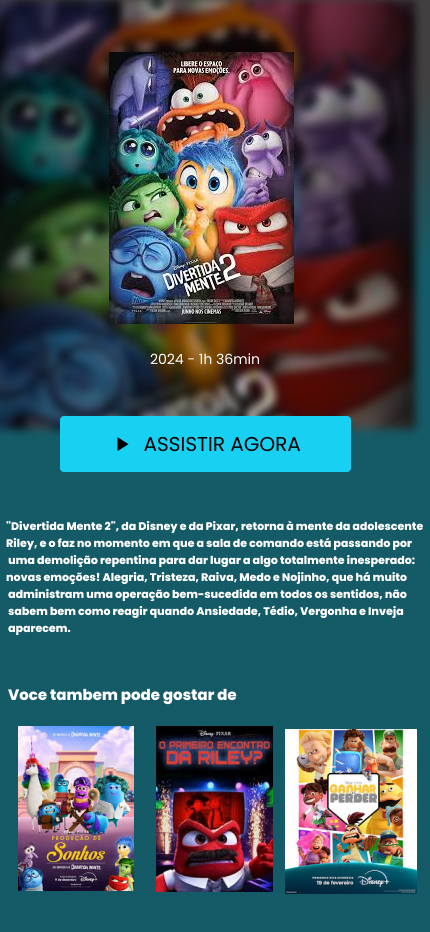 LIBERE O ESPAÇO
PARA NOVAS EMOÇÕES.
DISNEY · PIXAR
DIVERTIDA
MENTE 2
JUNHO NOS CINEMAS
2024 - 1h 36min
ASSISTIR AGORA
"Divertida Mente 2", da Disney e da Pixar, retorna à mente da adolescente
Riley, e o faz no momento em que a sala de comando está passando por
uma demolição repentina para dar lugar a algo totalmente inesperado:
novas emoções! Alegria, Tristeza, Raiva, Medo e Nojinho, que há muito
administram uma operação bem-sucedida em todos os sentidos, não
sabem bem como reagir quando Ansiedade, Tédio, Vergonha e Inveja
aparecem.
Voce tambem pode gostar de
PRODUÇÃO DE
Sonhos
Disney PIXAR
O PRIMEIRO ENCONTRO
DA RILEY?
GANHAR
PERDER
19 de fevereiro
Disney+